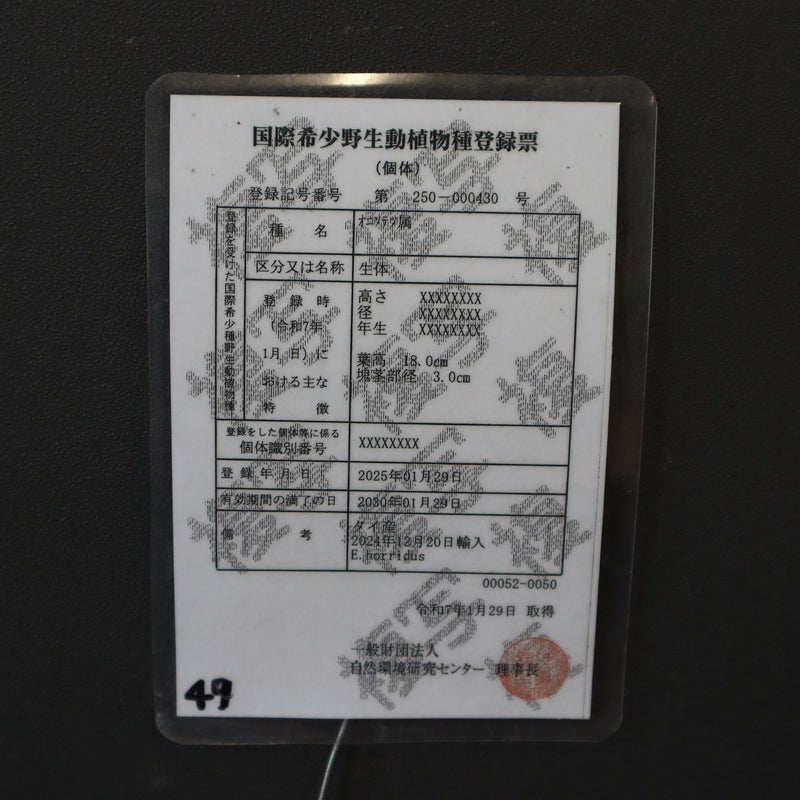 国際希少野生動植物種登録票
(個体)
登録記号番号 第 250-000430 号
登録を受けた国際希少野生動植物種
種名 オニソテツ属
区分又は名称 生体
登録時
(令和7年
1月 日)に
おける主な
特徴
高さ XXXXXXXX
径 XXXXXXXX
年生 XXXXXXXX
葉高 18.0cm
塊茎部径 3.0cm
登録をした個体等に係る
個体識別番号 XXXXXXXX
登録年月日 2025年01月29日
有効期間の満了の日 2030年01月29日
備考
タイ産
2024年12月20日輸入
E.horridus
00052-0050
令和7年1月29日 取得
一般財団法人
自然環境研究センター 理事長
49
複写